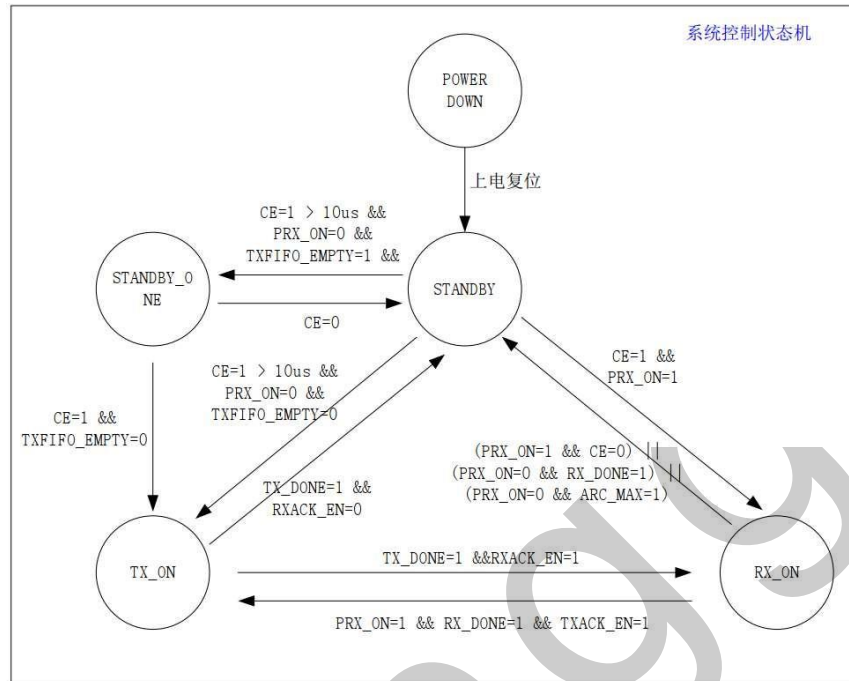 系统控制状态机
POWER
DOWN
上电复位
CE=1 > 10us &&
PRX_ON=0 &&
TXFIFO_EMPTY=1 &&
STANDBY_O
NE
STANDBY
CE=0
CE=1 > 10us &&
PRX_ON=0 &&
TXFIFO_EMPTY=0
CE=1 &&
PRX_ON=1
CE=1 &&
TXFIFO_EMPTY=0
(PRX_ON=1 && CE=0) ||
(PRX_ON=0 && RX_DONE=1) ||
(PRX_ON=0 && ARC_MAX=1)
TX_DONE=1 &&
RXACK_EN=0
TX_ON
TX_DONE=1 &&RXACK_EN=1
RX_ON
PRX_ON=1 && RX_DONE=1 && TXACK_EN=1